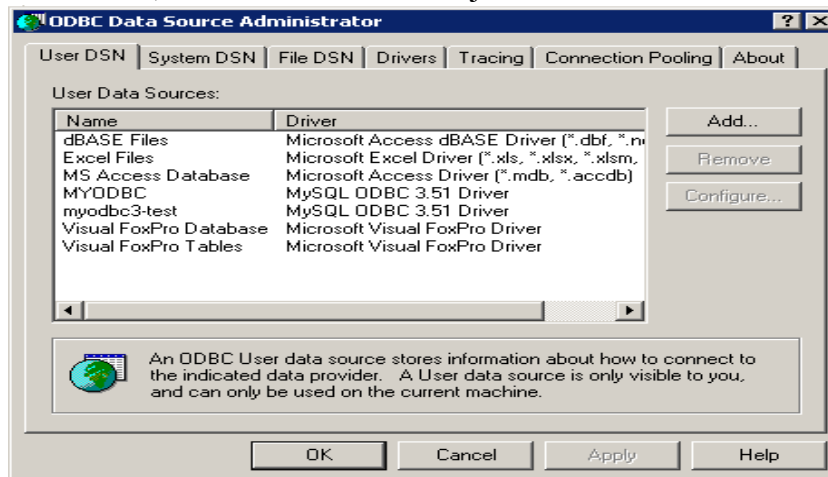 ODBC Data Source Administrator
User DSN System DSN File DSN Drivers Tracing Connection Pooling About
User Data Sources:
Name Driver
dBASE Files Microsoft Access dBASE Driver (*.dbf, *.n
Excel Files Microsoft Excel Driver (*.xls, *.xlsx, *.xlsm,
MS Access Database Microsoft Access Driver (*.mdb, *.accdb)
MYODBC MySQL ODBC 3.51 Driver
myodbc3-test MySQL ODBC 3.51 Driver
Visual FoxPro Database Microsoft Visual FoxPro Driver
Visual FoxPro Tables Microsoft Visual FoxPro Driver
Add...
Remove
Configure...
An ODBC User data source stores information about how to connect to
the indicated data provider. A User data source is only visible to you,
and can only be used on the current machine.
OK Cancel Apply Help